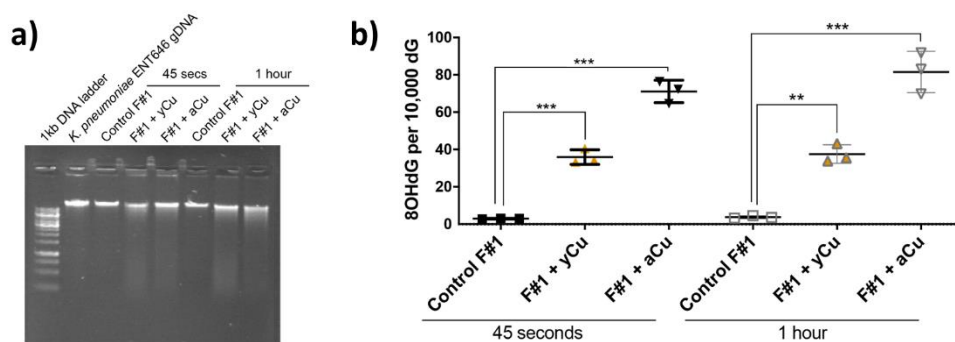 a)
1kb DNA ladder
K. pneumoniae ENT646 gDNA
45 secs
Control F#1
F#1 + yCu
F#1 + aCu
1 hour
Control F#1
F#1 + yCu
F#1 + aCu
b)
8OHdG per 10,000 dG
100
80
60
40
20
0
***
***
***
**
Control F#1
F#1 + yCu
F#1 + aCu
Control F#1
F#1 + yCu
F#1 + aCu
45 seconds
1 hour